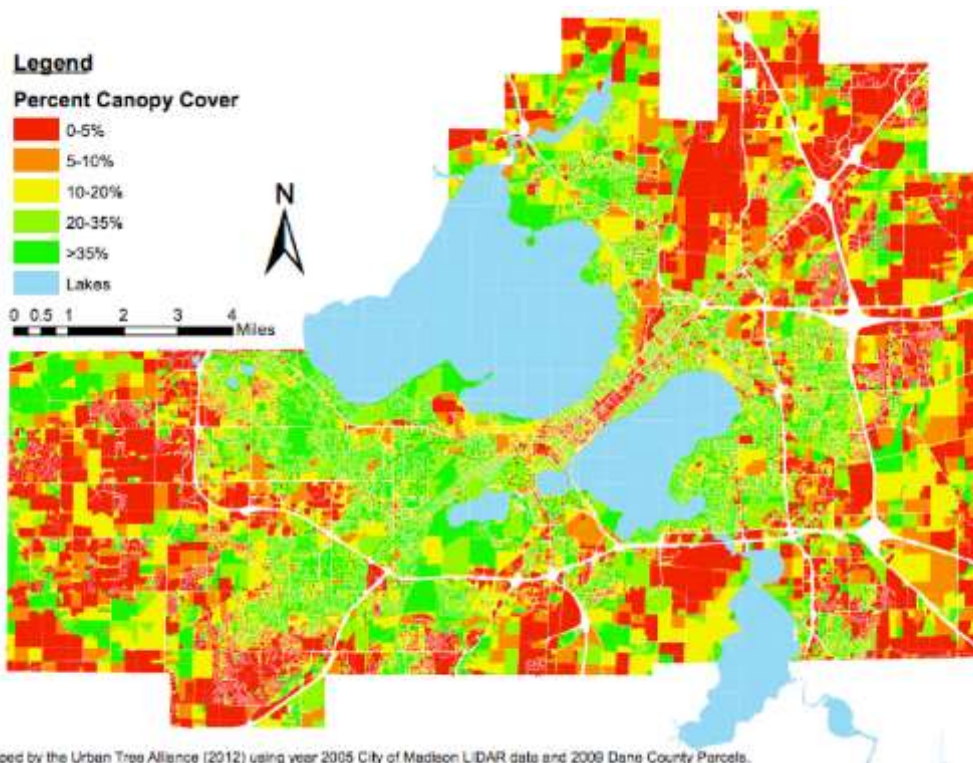 Legend
Percent Canopy Cover
0-5%
5-10%
10-20%
20-35%
>35%
Lakes
N
0 0.5 1 2 3 4
Miles
ped by the Urban Tree Alliance (2012) using year 2005 City of Madison LIDAR data and 2009 Dane County Parcels.